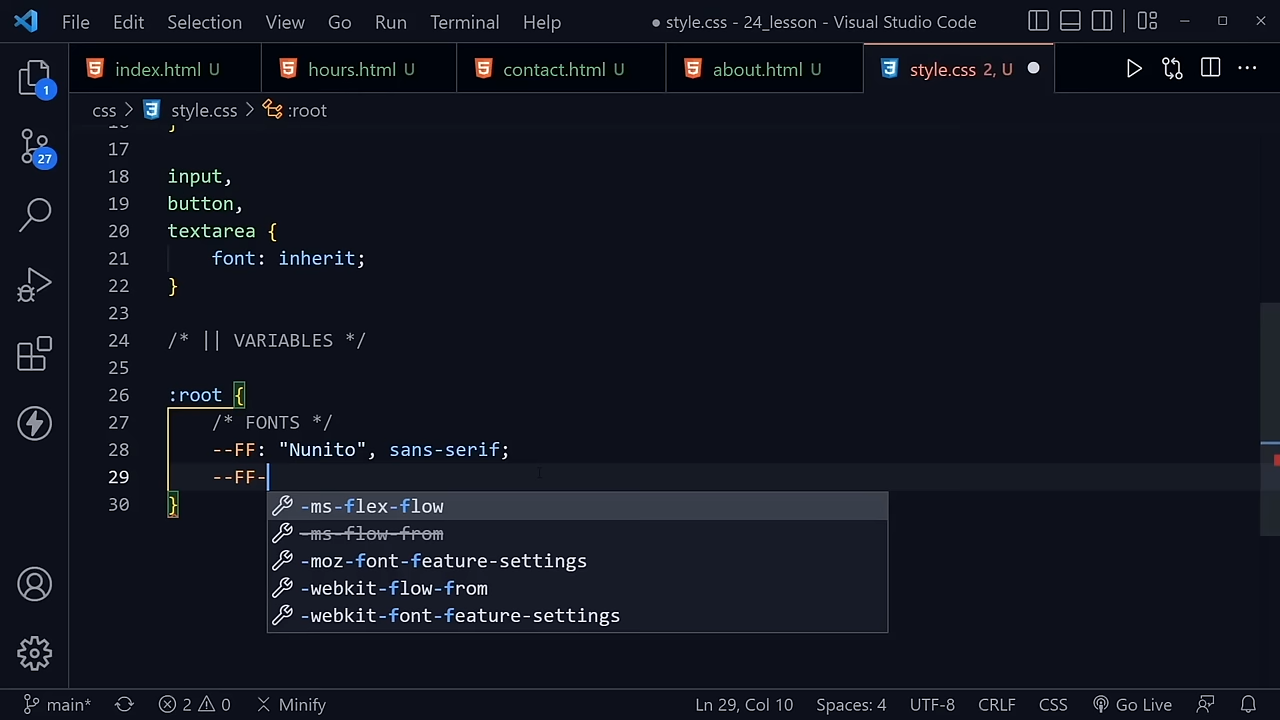 File Edit Selection View Go Run Terminal Help ● style.css - 24_lesson - Visual Studio Code
index.html U hours.html U contact.html U about.html U style.css 2, U
css > style.css > :root
1
16 }
17
18 input,
19 button,
20 textarea {
21 font: inherit;
22 }
23
24 /* || VARIABLES */
25
26 :root {
27 /* FONTS */
28 --FF: "Nunito", sans-serif;
29 --FF-
30 }
27
-ms-flex-flow
-ms-flow-from
-moz-font-feature-settings
-webkit-flow-from
-webkit-font-feature-settings
main* 2 0 Minify Ln 29, Col 10 Spaces: 4 UTF-8 CRLF CSS Go Live